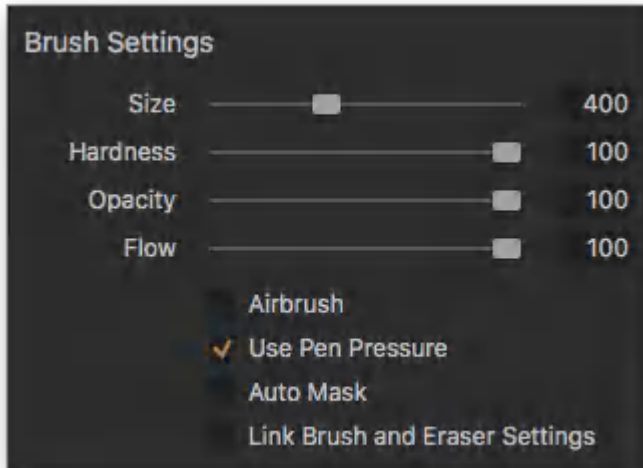 Brush Settings
Size 400
Hardness 100
Opacity 100
Flow 100
Airbrush
Use Pen Pressure
Auto Mask
Link Brush and Eraser Settings